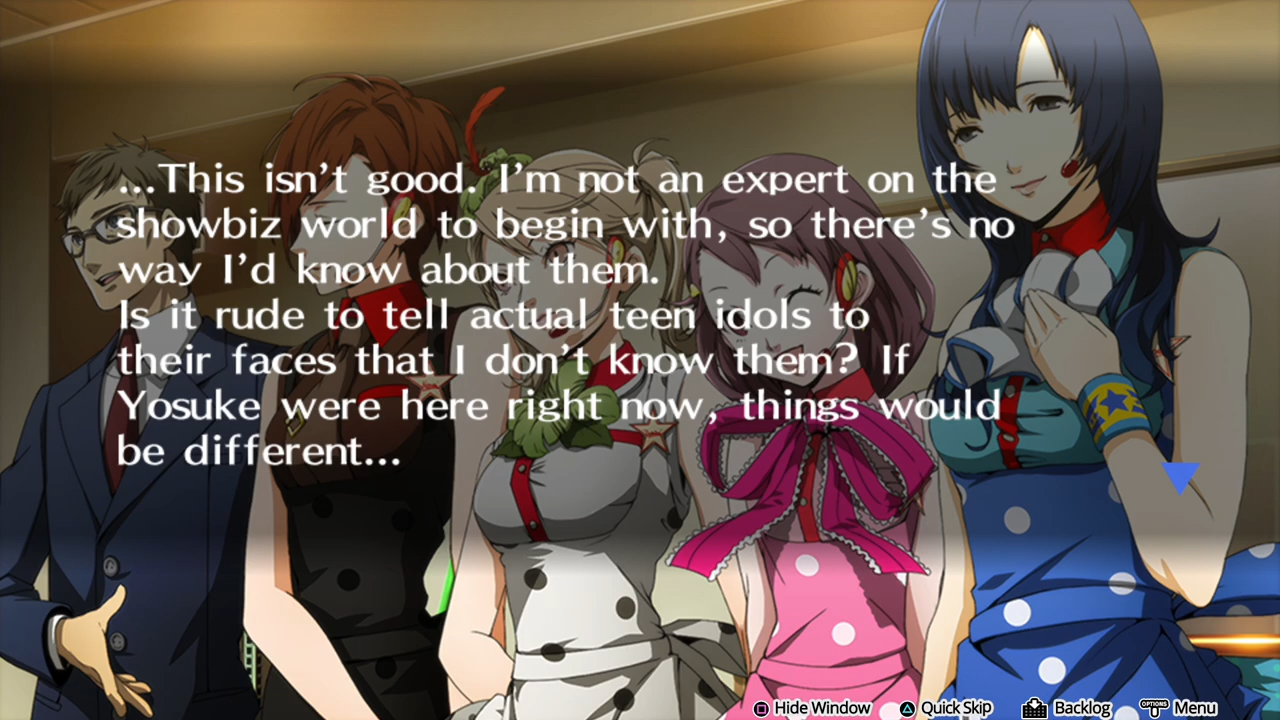 ...This isn't good. I'm not an expert on the
showbiz world to begin with, so there's no
way I'd know about them.
Is it rude to tell actual teen idols to
their faces that I don't know them? If
Yosuke were here right now, things would
be different...
Hide Window Quick Skip Backlog OPTIONS Menu